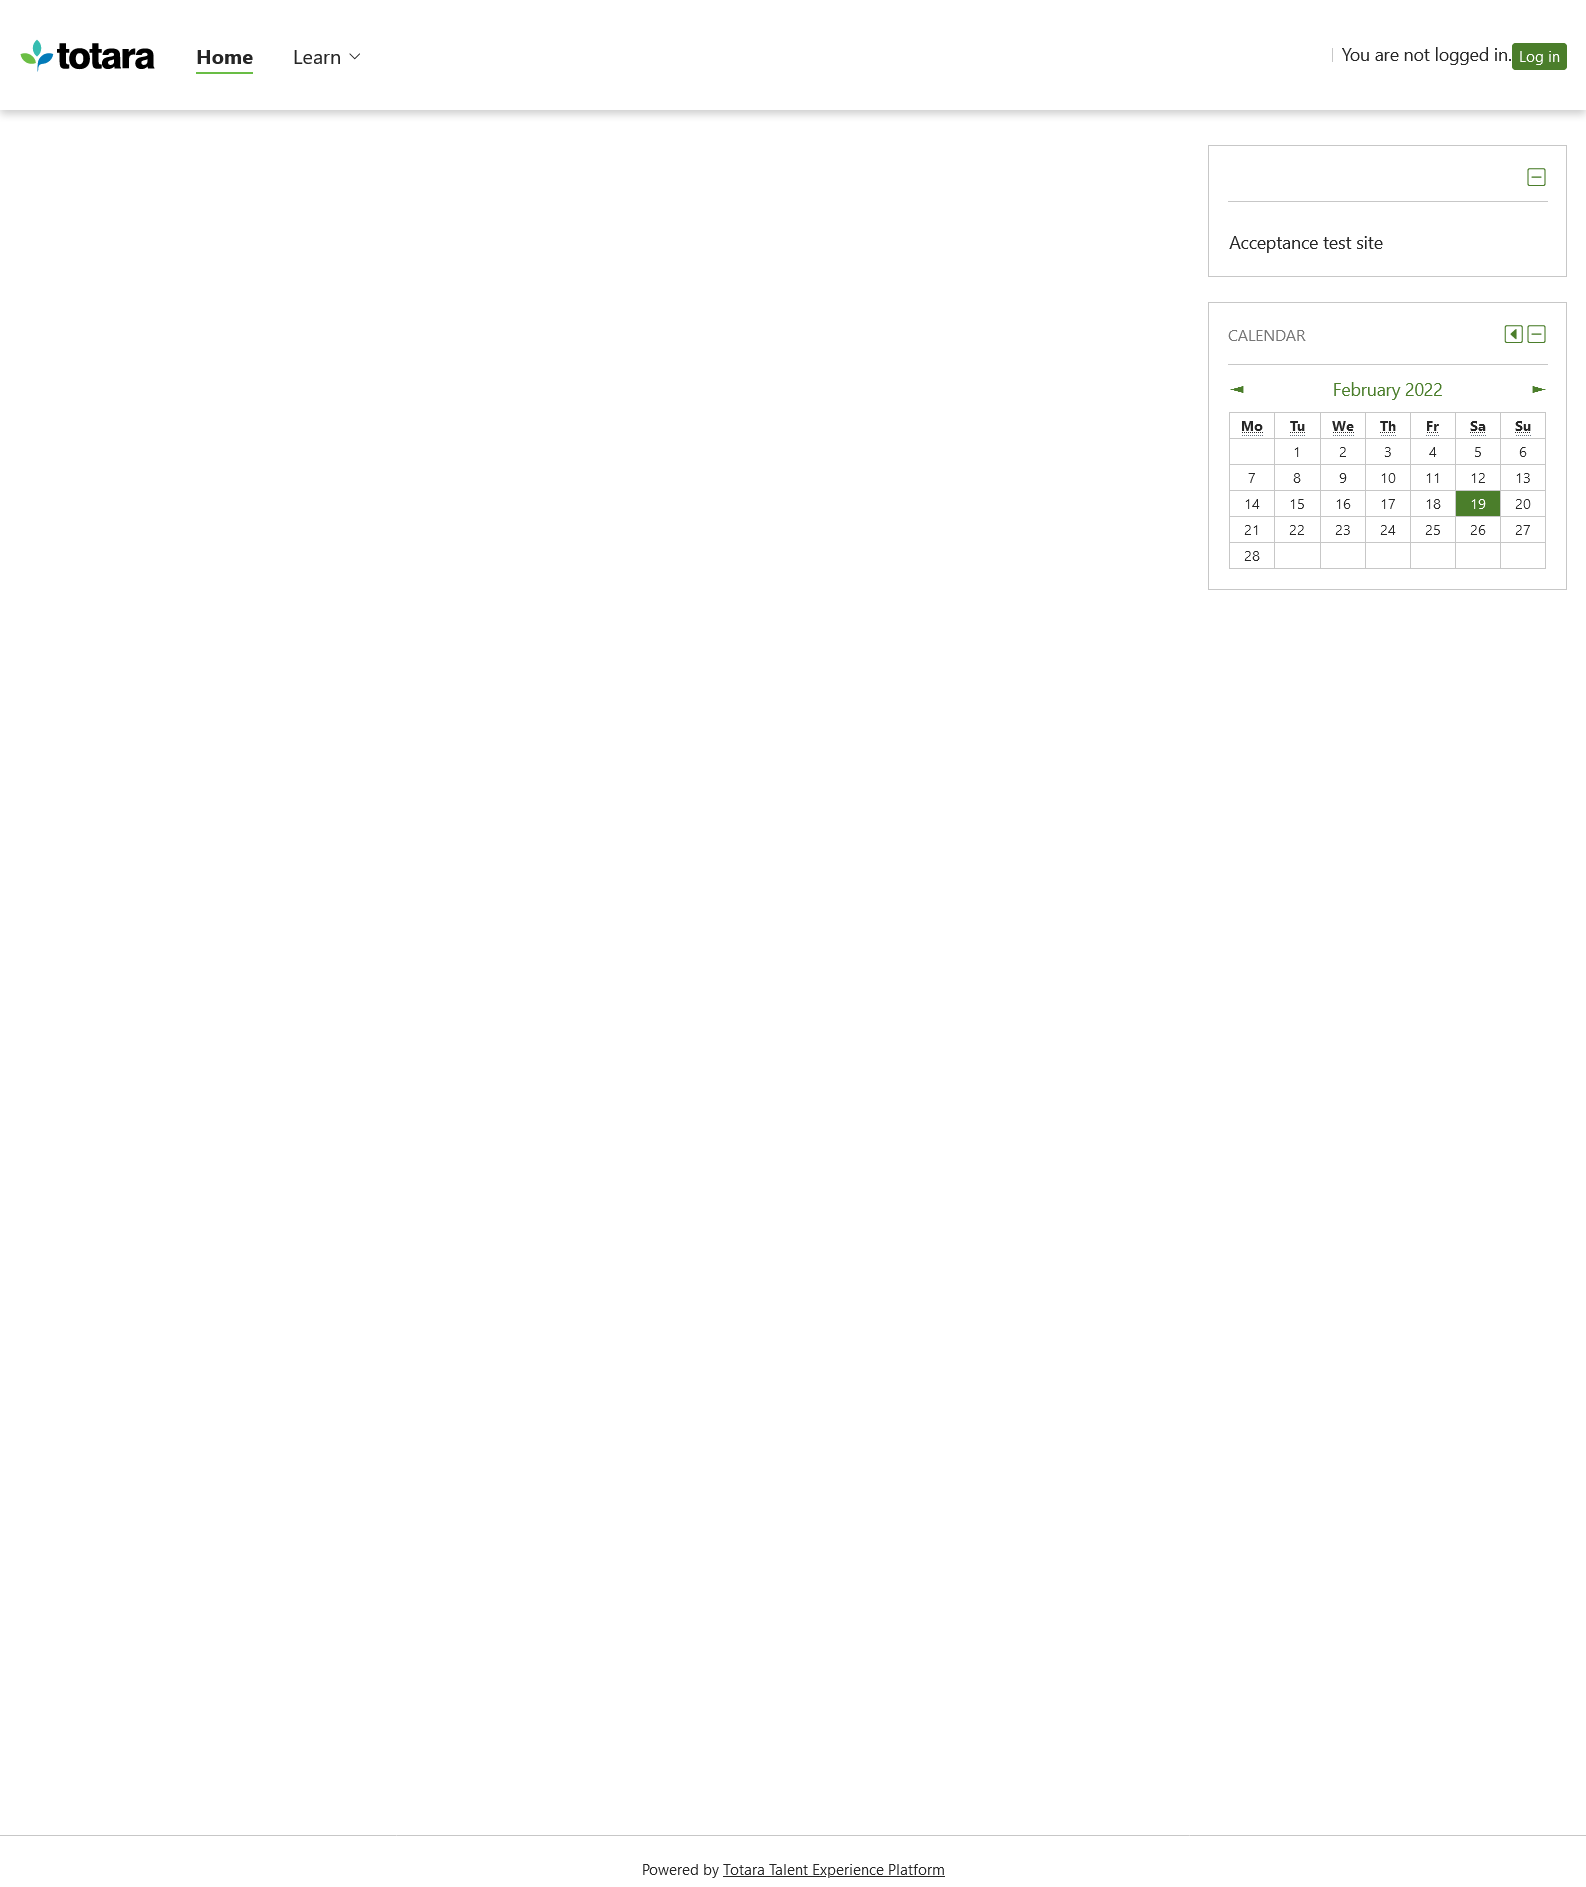 totara
Home
Learn
You are not logged in.
Log in
Acceptance test site
CALENDAR
February 2022
Mo Tu We Th Fr Sa Su
1 2 3 4 5 6
7 8 9 10 11 12 13
14 15 16 17 18 19 20
21 22 23 24 25 26 27
28
Powered by Totara Talent Experience Platform